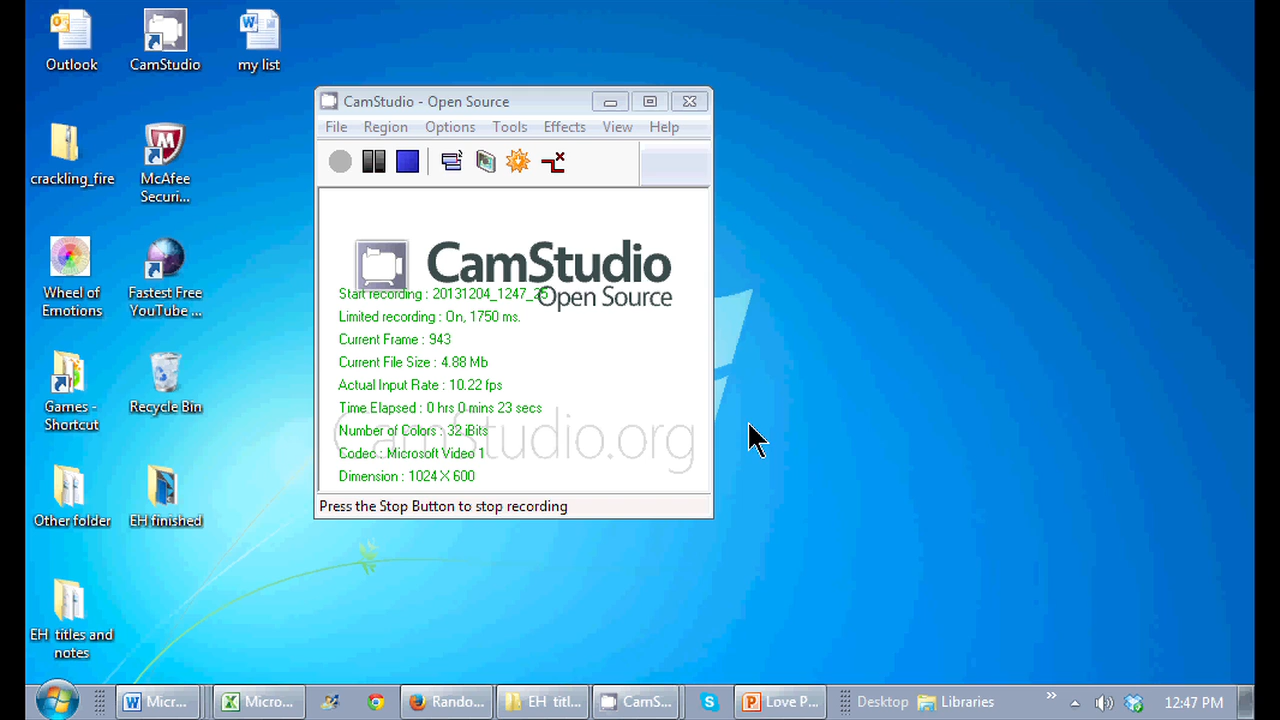 Outlook
CamStudio
my list
crackling_fire
McAfee
Securi...
Wheel of
Emotions
Fastest Free
YouTube ...
Games -
Shortcut
Recycle Bin
Other folder
EH finished
EH titles and
notes
CamStudio - Open Source
File Region Options Tools Effects View Help
CamStudio
Open Source
Start recording : 20131204_1247_25
Limited recording : On, 1750 ms.
Current Frame : 943
Current File Size : 4.88 Mb
Actual Input Rate : 10.22 fps
Time Elapsed : 0 hrs 0 mins 23 secs
CamStudio.org
Number of Colors : 32 iBits
Codec : Microsoft Video 1
Dimension : 1024 X 600
Press the Stop Button to stop recording
Micr...
Micro...
Rando...
EH titl...
CamS...
Love P...
Desktop
Libraries
12:47 PM